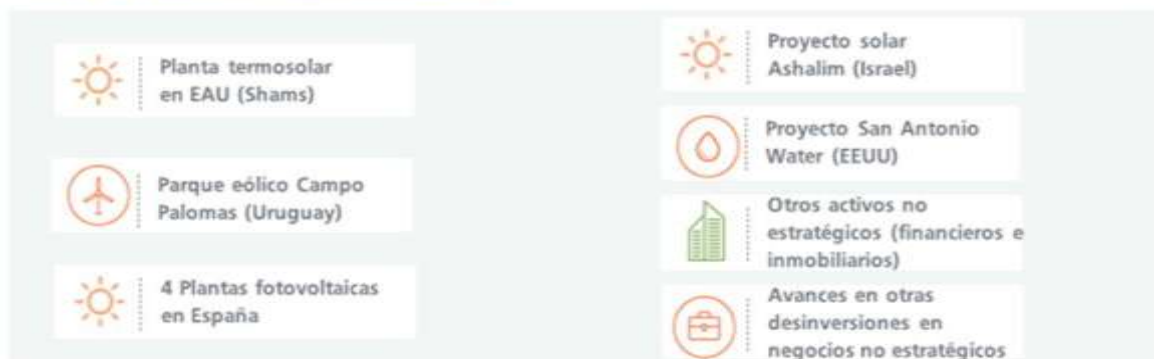 Planta termosolar
en EAU (Shams)
Parque eólico Campo
Palomas (Uruguay)
4 Plantas fotovoltaicas
en España
Proyecto solar
Ashalim (Israel)
Proyecto San Antonio
Water (EEUU)
Otros activos no
estratégicos (financieros e
inmobiliarios)
Avances en otras
desinversiones en
negocios no estratégicos